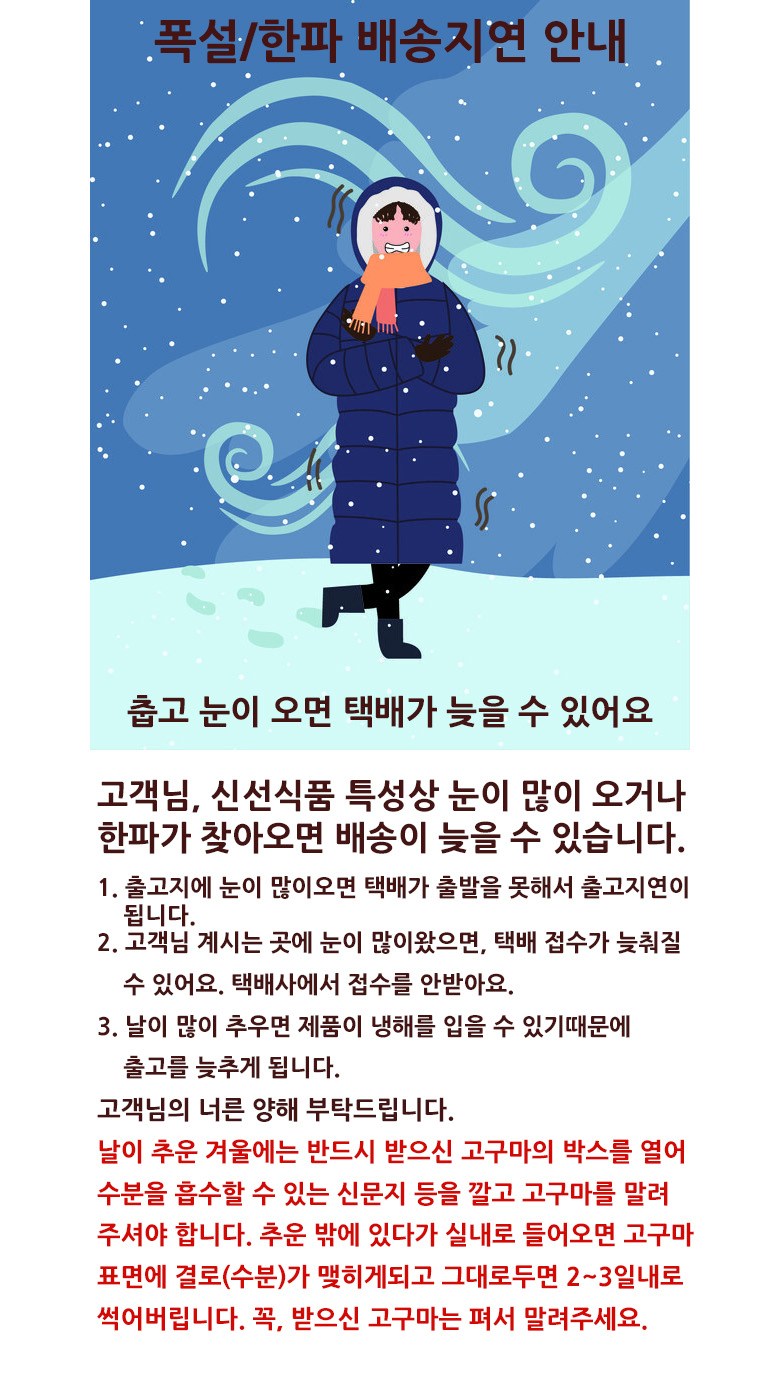 폭설/한파 배송지연 안내
춥고 눈이 오면 택배가 늦을 수 있어요
고객님, 신선식품 특성상 눈이 많이 오거나
한파가 찾아오면 배송이 늦을 수 있습니다.
1. 출고지에 눈이 많이오면 택배가 출발을 못해서 출고지연이
됩니다.
2. 고객님 계시는 곳에 눈이 많이왔으면, 택배 접수가 늦춰질
수 있어요. 택배사에서 접수를 안받아요.
3. 날이 많이 추우면 제품이 냉해를 입을 수 있기때문에
출고를 늦추게 됩니다.
고객님의 너른 양해 부탁드립니다.
날이 추운 겨울에는 반드시 받으신 고구마의 박스를 열어
수분을 흡수할 수 있는 신문지 등을 깔고 고구마를 말려
주셔야 합니다. 추운 밖에 있다가 실내로 들어오면 고구마
표면에 결로(수분)가 맺히게되고 그대로두면 2~3일내로
썩어버립니다. 꼭, 받으신 고구마는 펴서 말려주세요.